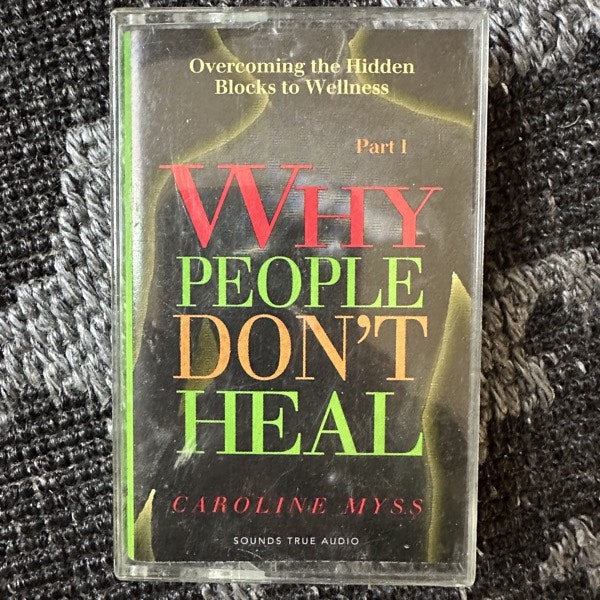 Overcoming the Hidden
Blocks to Wellness
Part I
WHY
PEOPLE
DON'T
HEAL
CAROLINE MYSS
SOUNDS TRUE AUDIO